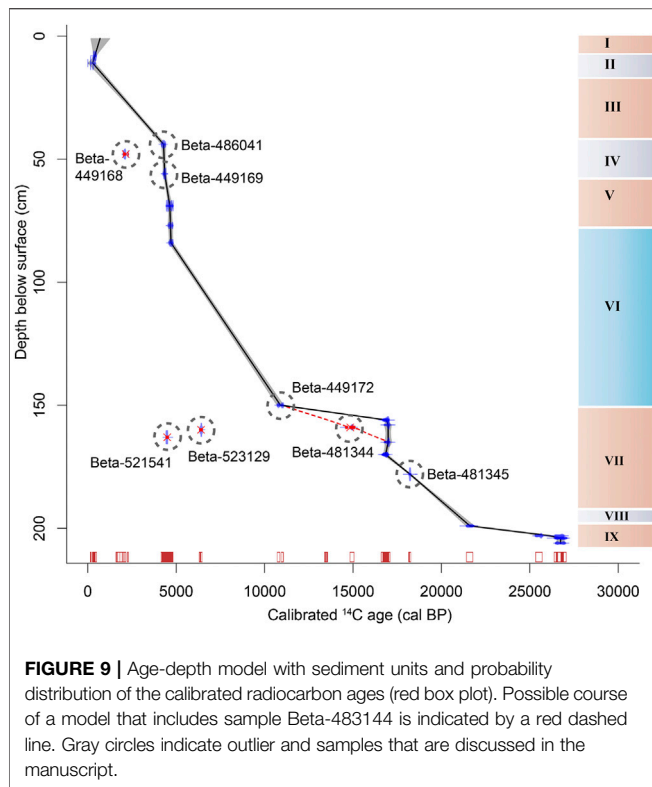 0
50
100
150
200
Depth below surface (cm)
Beta-486041
Beta-
449168
Beta-449169
Beta-449172
Beta-481344
Beta-523129
Beta-521541
Beta-481345
0 5000 10000 15000 20000 25000 30000
Calibrated ¹⁴C age (cal BP)
I
II
III
IV
V
VI
VII
VIII
IX
FIGURE 9 | Age-depth model with sediment units and probability
distribution of the calibrated radiocarbon ages (red box plot). Possible course
of a model that includes sample Beta-483144 is indicated by a red dashed
line. Gray circles indicate outlier and samples that are discussed in the
manuscript.